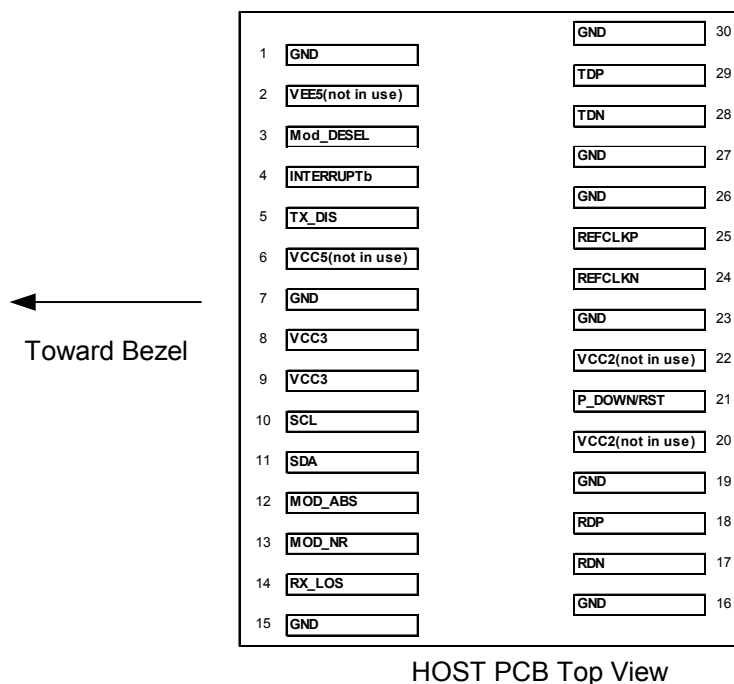 GND 30
1 GND
TDP 29
2 VEE5(not in use)
TDN 28
3 Mod_DESEL
GND 27
4 INTERRUPTb
GND 26
5 TX_DIS
REFCLKP 25
6 VCC5(not in use)
REFCLKN 24
7 GND
GND 23
8 VCC3
Toward Bezel
VCC2(not in use) 22
9 VCC3
P_DOWN/RST 21
10 SCL
VCC2(not in use) 20
11 SDA
GND 19
12 MOD_ABS
RDP 18
13 MOD_NR
RDN 17
14 RX_LOS
GND 16
15 GND
HOST PCB Top View